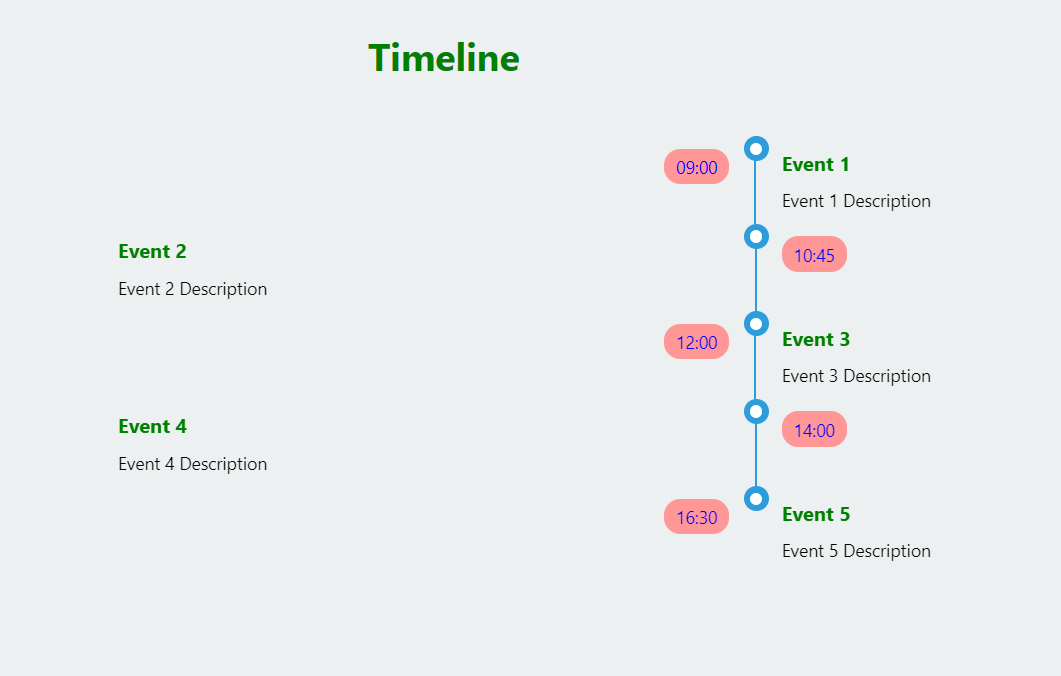 Timeline
09:00
Event 1
Event 1 Description
Event 2
10:45
Event 2 Description
12:00
Event 3
Event 3 Description
Event 4
14:00
Event 4 Description
16:30
Event 5
Event 5 Description